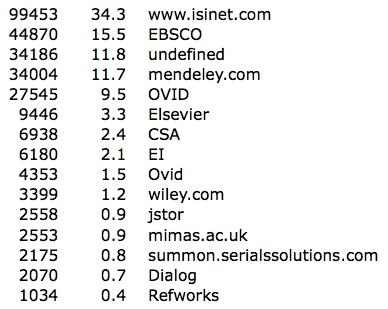 99453 34.3 www.isinet.com
44870 15.5 EBSCO
34186 11.8 undefined
34004 11.7 mendeley.com
27545 9.5 OVID
9446 3.3 Elsevier
6938 2.4 CSA
6180 2.1 EI
4353 1.5 Ovid
3399 1.2 wiley.com
2558 0.9 jstor
2553 0.9 mimas.ac.uk
2175 0.8 summon.serialssolutions.com
2070 0.7 Dialog
1034 0.4 Refworks